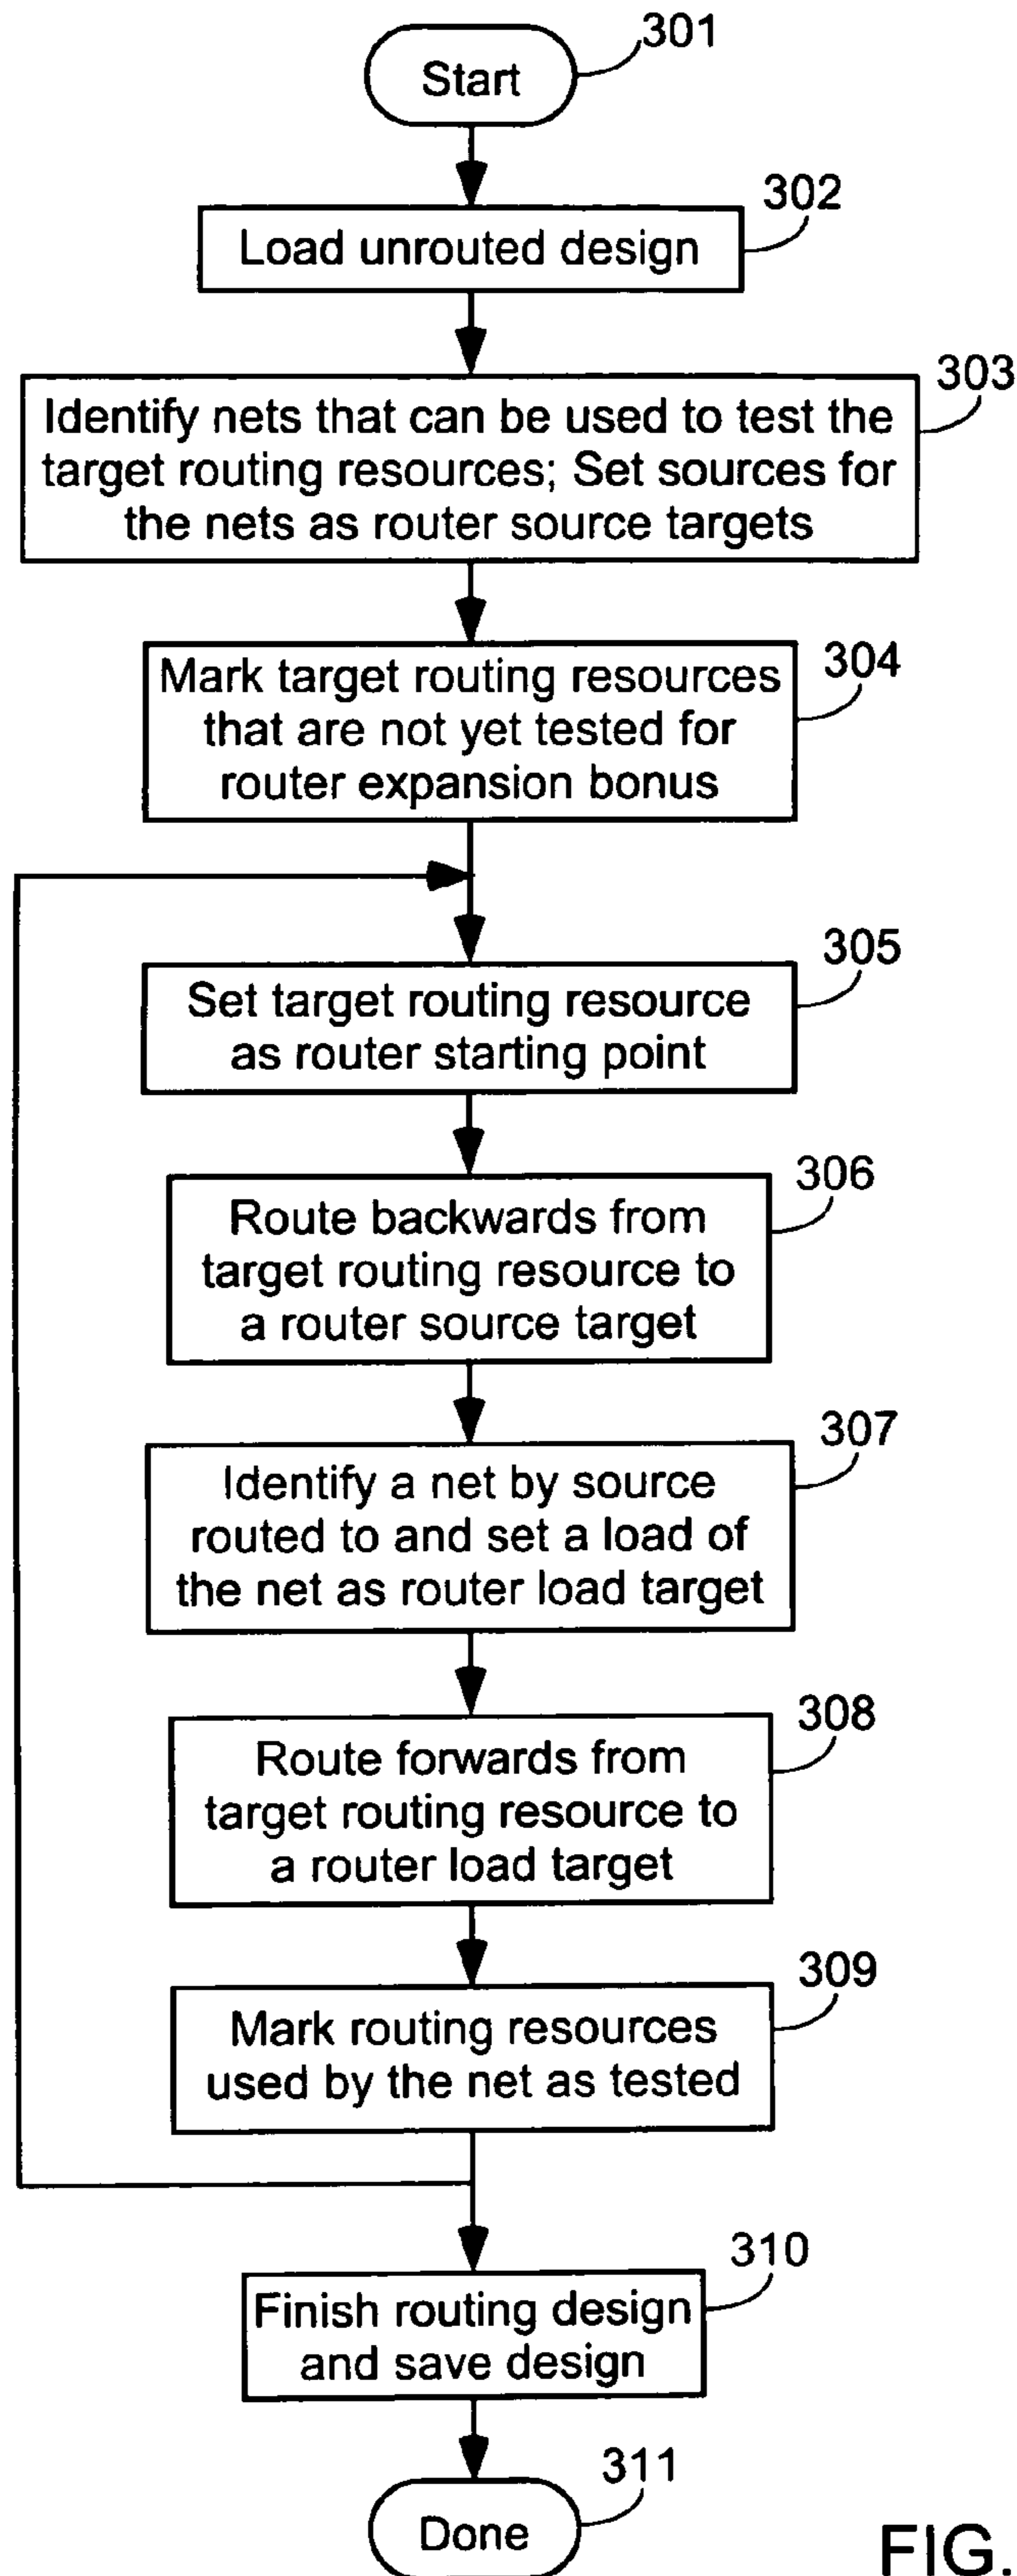 Start
301
302
Load unrouted design
303
Identify nets that can be used to test the
target routing resources; Set sources for
the nets as router source targets
304
Mark target routing resources
that are not yet tested for
router expansion bonus
305
Set target routing resource
as router starting point
306
Route backwards from
target routing resource to
a router source target
307
Identify a net by source
routed to and set a load of
the net as router load target
308
Route forwards from
target routing resource to
a router load target
309
Mark routing resources
used by the net as tested
310
Finish routing design
and save design
311
Done
FIG.